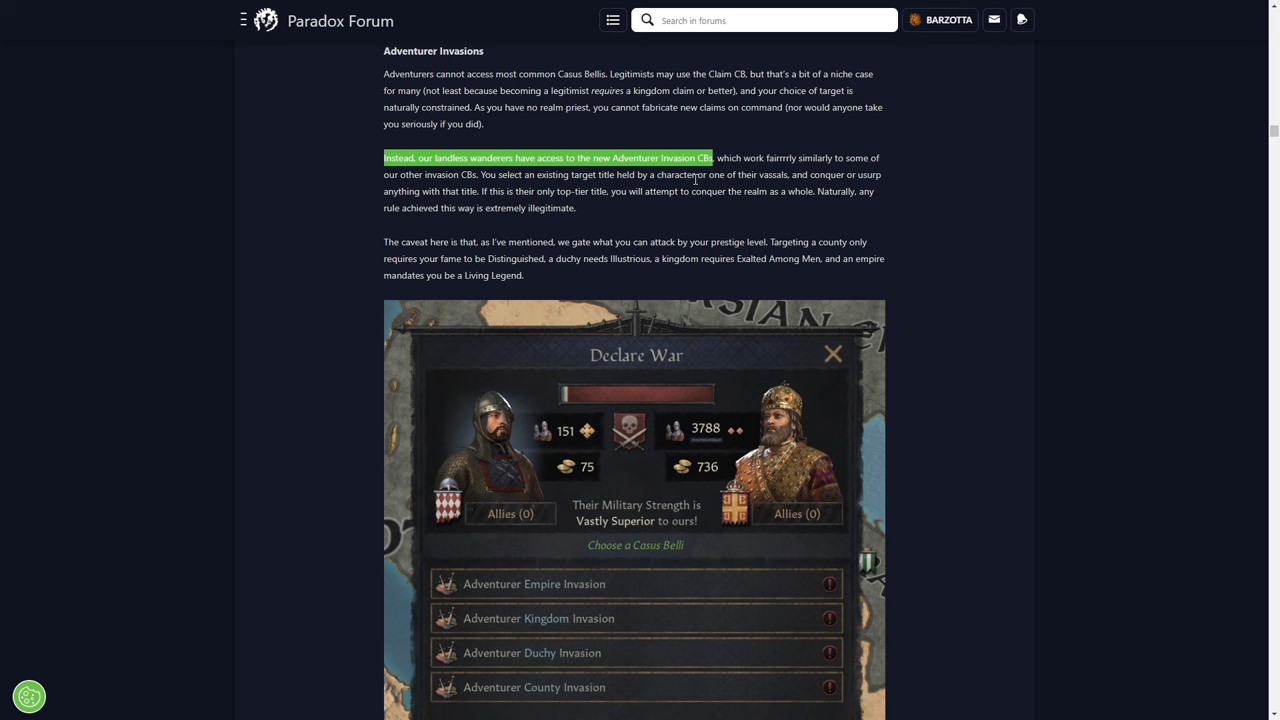 Paradox Forum
Search in forums
BARZOTTA
Adventurer Invasions
Adventurers cannot access most common Casus Bellis. Legitimists may use the Claim CB, but that's a bit of a niche case
for many (not least because becoming a legitimist requires a kingdom claim or better), and your choice of target is
naturally constrained. As you have no realm priest, you cannot fabricate new claims on command (nor would anyone take
you seriously if you did).
Instead, our landless wanderers have access to the new Adventurer Invasion CBs, which work fairrrrly similarly to some of
our other invasion CBs. You select an existing target title held by a character or one of their vassals, and conquer or usurp
anything with that title. If this is their only top-tier title, you will attempt to conquer the realm as a whole. Naturally, any
rule achieved this way is extremely illegitimate.
The caveat here is that, as I've mentioned, we gate what you can attack by your prestige level. Targeting a county only
requires your fame to be Distinguished, a duchy needs Illustrious, a kingdom requires Exalted Among Men, and an empire
mandates you be a Living Legend.
Declare War
151
3788
75
736
Allies (0)
Their Military Strength is
Vastly Superior to ours!
Allies (0)
Choose a Casus Belli
Adventurer Empire Invasion
Adventurer Kingdom Invasion
Adventurer Duchy Invasion
Adventurer County Invasion